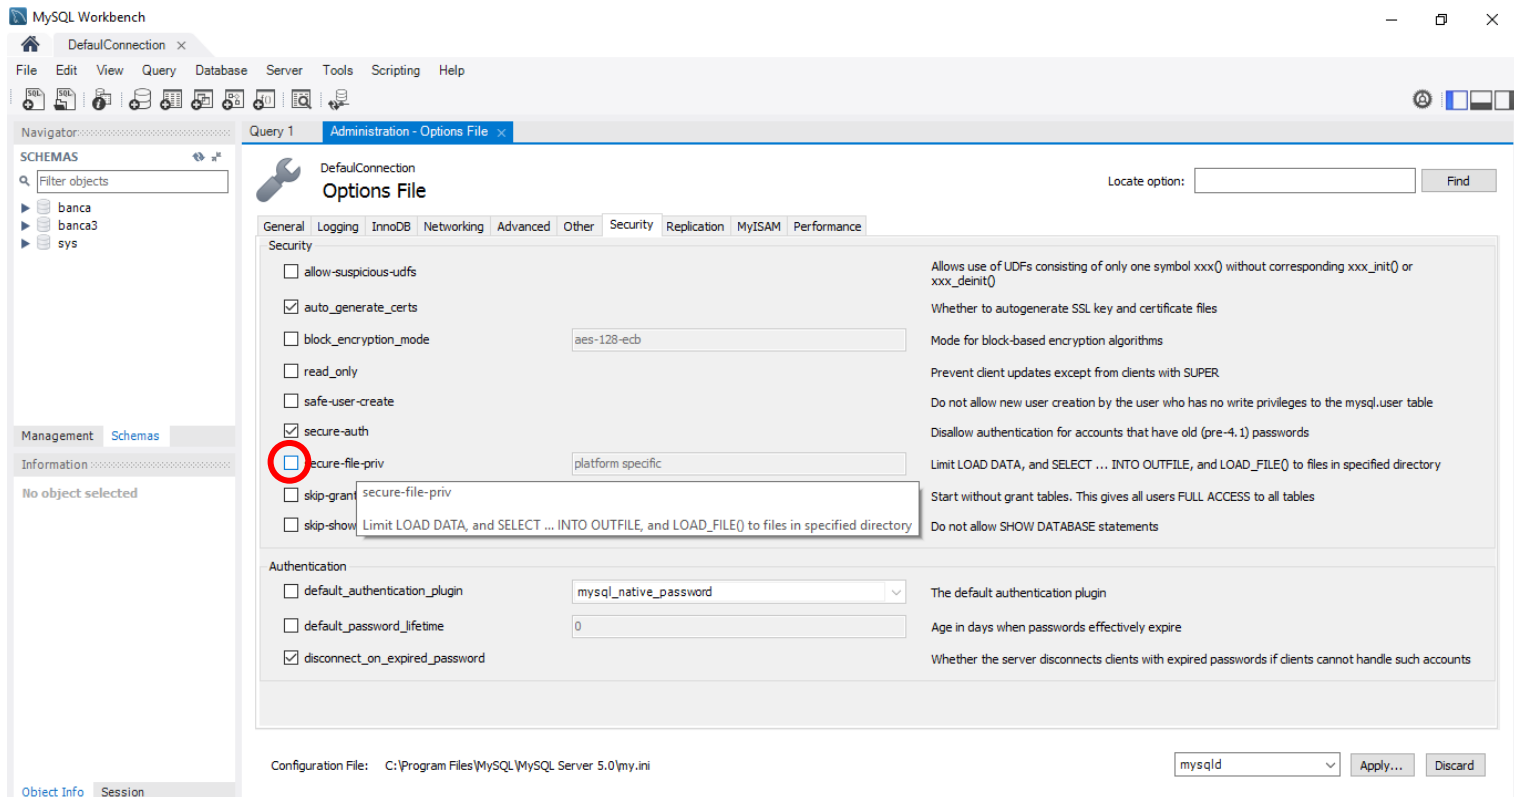 MySQL Workbench
DefaulConnection
File Edit View Query Database Server Tools Scripting Help
Navigator
Query 1 Administration - Options File
SCHEMAS
Filter objects
banca
banca3
sys
DefaulConnection
Options File
Locate option: Find
General Logging InnoDB Networking Advanced Other Security Replication MyISAM Performance
Security
allow-suspicious-udfs Allows use of UDFs consisting of only one symbol xxx() without corresponding xxx_init() or
xxx_deinit()
auto_generate_certs Whether to autogenerate SSL key and certificate files
block_encryption_mode aes-128-ecb Mode for block-based encryption algorithms
read_only Prevent client updates except from clients with SUPER
safe-user-create Do not allow new user creation by the user who has no write privileges to the mysql.user table
secure-auth Disallow authentication for accounts that have old (pre-4.1) passwords
secure-file-priv platform specific Limit LOAD DATA, and SELECT ... INTO OUTFILE, and LOAD_FILE() to files in specified directory
skip-grant Start without grant tables. This gives all users FULL ACCESS to all tables
skip-show Do not allow SHOW DATABASE statements
secure-file-priv
Limit LOAD DATA, and SELECT ... INTO OUTFILE, and LOAD_FILE() to files in specified directory
Authentication
default_authentication_plugin mysql_native_password The default authentication plugin
default_password_lifetime 0 Age in days when passwords effectively expire
disconnect_on_expired_password Whether the server disconnects clients with expired passwords if clients cannot handle such accounts
Management Schemas
Information
No object selected
Configuration File: C:\Program Files\MySQL\MySQL Server 5.0\my.ini mysqld Apply... Discard
Object Info Session